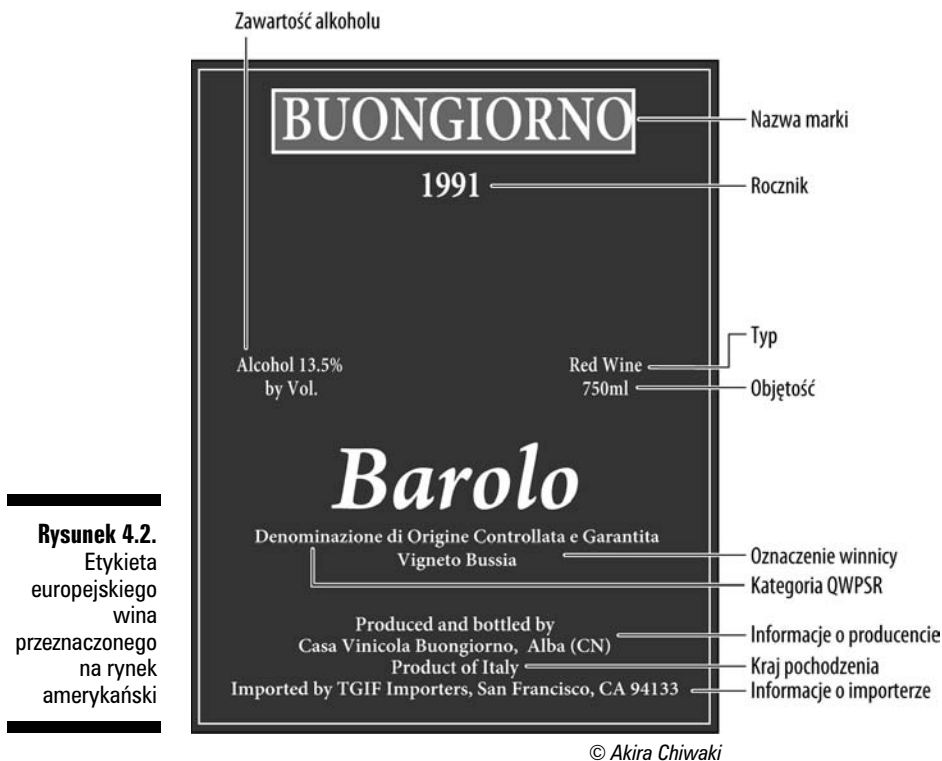 Zawartość alkoholu
BUONGIORNO
Nazwa marki
1991
Rocznik
Typ
Alcohol 13.5%
by Vol.
Red Wine
750ml
Objętość
Barolo
Denominazione di Origine Controllata e Garantita
Vigneto Bussia
Oznaczenie winnicy
Kategoria QWPSR
Produced and bottled by
Casa Vinicola Buongiorno, Alba (CN)
Informacje o producencie
Product of Italy
Kraj pochodzenia
Imported by TGIF Importers, San Francisco, CA 94133
Informacje o importerze
Rysunek 4.2.
Etykieta
europejskiego
wina
przeznaczonego
na rynek
amerykański
© Akira Chiwaki